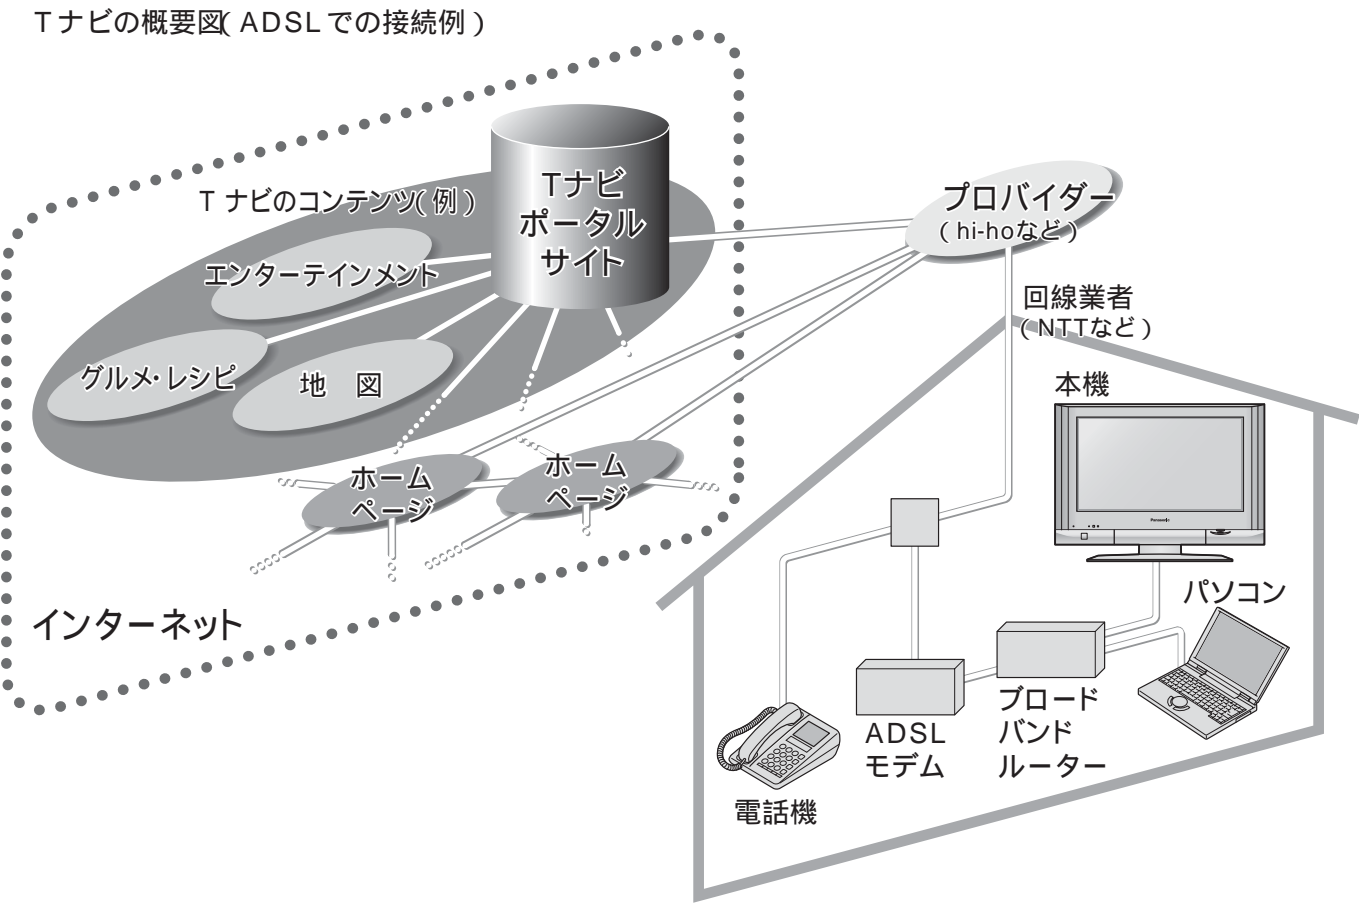 Tナビの概要図(ADSLでの接続例)
Tナビのコンテンツ(例)
Tナビ
ポータル
サイト
エンターテインメント
グルメ・レシピ
地 図
ホーム
ページ
ホーム
ページ
インターネット
プロバイダー
(hi-hoなど)
回線業者
(NTTなど)
本機
Panasonic
パソコン
ブロード
バンド
ルーター
ADSL
モデム
電話機